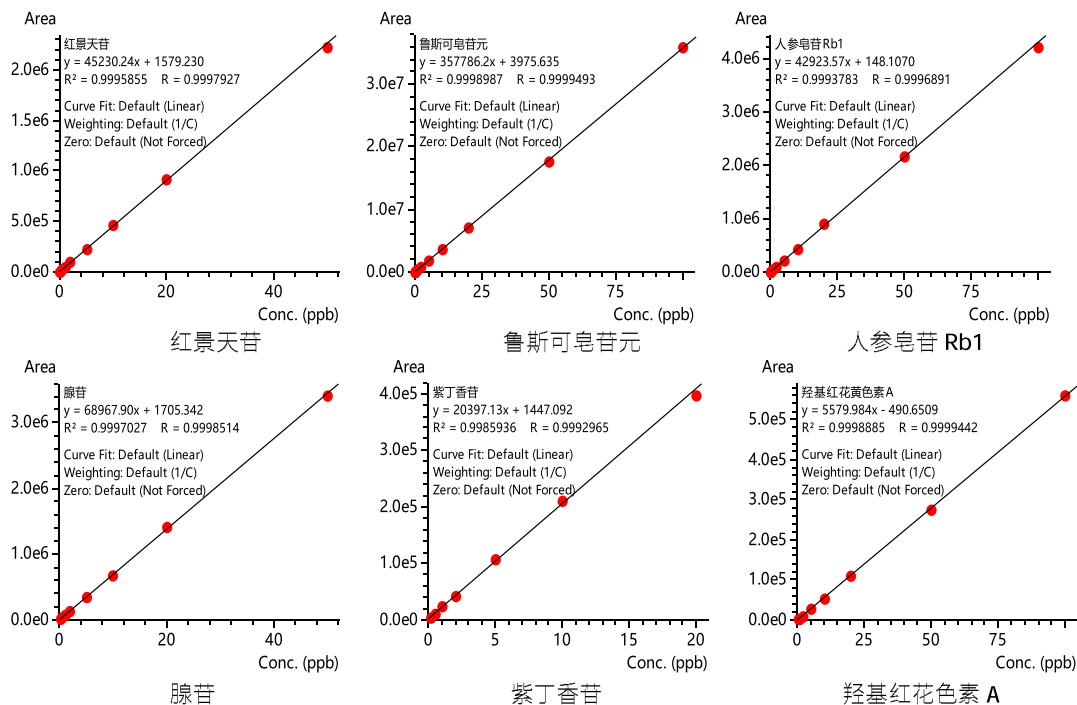 Area
红景天苷
y = 45230.24x + 1579.230
R² = 0.9995855 R = 0.9997927
Curve Fit: Default (Linear)
Weighting: Default (1/C)
Zero: Default (Not Forced)
2.0e6
1.5e6
1.0e6
5.0e5
0.0e0
0 20 40
Conc. (ppb)
红景天苷
Area
鲁斯可皂苷元
y = 357786.2x + 3975.635
R² = 0.9998987 R = 0.9999493
Curve Fit: Default (Linear)
Weighting: Default (1/C)
Zero: Default (Not Forced)
3.0e7
2.0e7
1.0e7
0.0e0
0 25 50 75
Conc. (ppb)
鲁斯可皂苷元
Area
人参皂苷Rb1
y = 42923.57x + 148.1070
R² = 0.9993783 R = 0.9996891
Curve Fit: Default (Linear)
Weighting: Default (1/C)
Zero: Default (Not Forced)
4.0e6
3.0e6
2.0e6
1.0e6
0.0e0
0 25 50 75
Conc. (ppb)
人参皂苷 Rb1
Area
腺苷
y = 68967.90x + 1705.342
R² = 0.9997027 R = 0.9998514
Curve Fit: Default (Linear)
Weighting: Default (1/C)
Zero: Default (Not Forced)
3.0e6
2.0e6
1.0e6
0.0e0
0 20 40
Conc. (ppb)
腺苷
Area
紫丁香苷
y = 20397.13x + 1447.092
R² = 0.9985936 R = 0.9992965
Curve Fit: Default (Linear)
Weighting: Default (1/C)
Zero: Default (Not Forced)
4.0e5
3.0e5
2.0e5
1.0e5
0.0e0
0 5 10 15 20
Conc. (ppb)
紫丁香苷
Area
羟基红花黄色素A
y = 5579.984x - 490.6509
R² = 0.9998885 R = 0.9999442
Curve Fit: Default (Linear)
Weighting: Default (1/C)
Zero: Default (Not Forced)
5.0e5
4.0e5
3.0e5
2.0e5
1.0e5
0.0e0
0 25 50 75
Conc. (ppb)
羟基红花色素 A